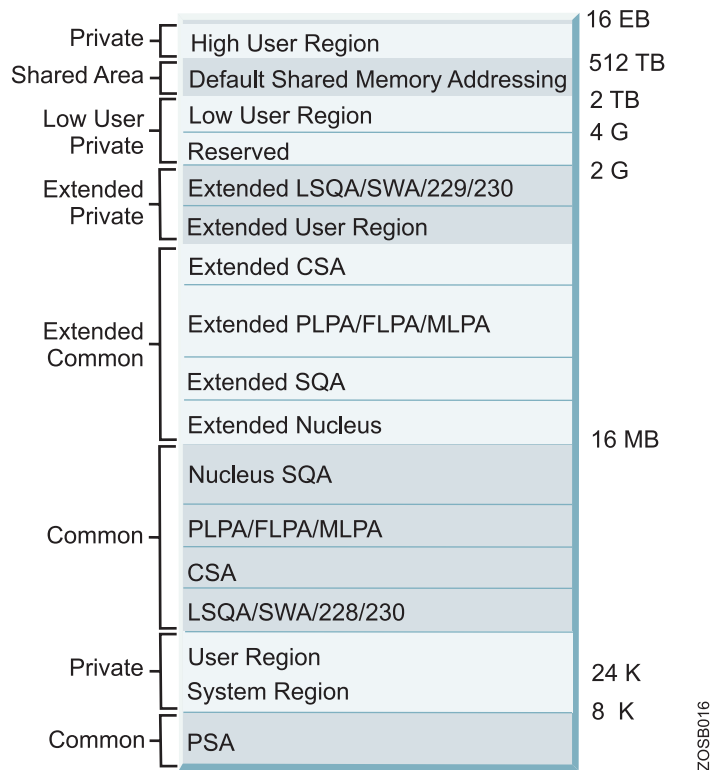 16 EB
Private
High User Region
512 TB
Shared Area
Default Shared Memory Addressing
2 TB
Low User
Private
Low User Region
4 G
Reserved
2 G
Extended
Private
Extended LSQA/SWA/229/230
Extended User Region
Extended CSA
Extended
Common
Extended PLPA/FLPA/MLPA
Extended SQA
Extended Nucleus
16 MB
Nucleus SQA
Common
PLPA/FLPA/MLPA
CSA
LSQA/SWA/228/230
Private
User Region
24 K
System Region
8 K
Common
PSA
ZOSB016